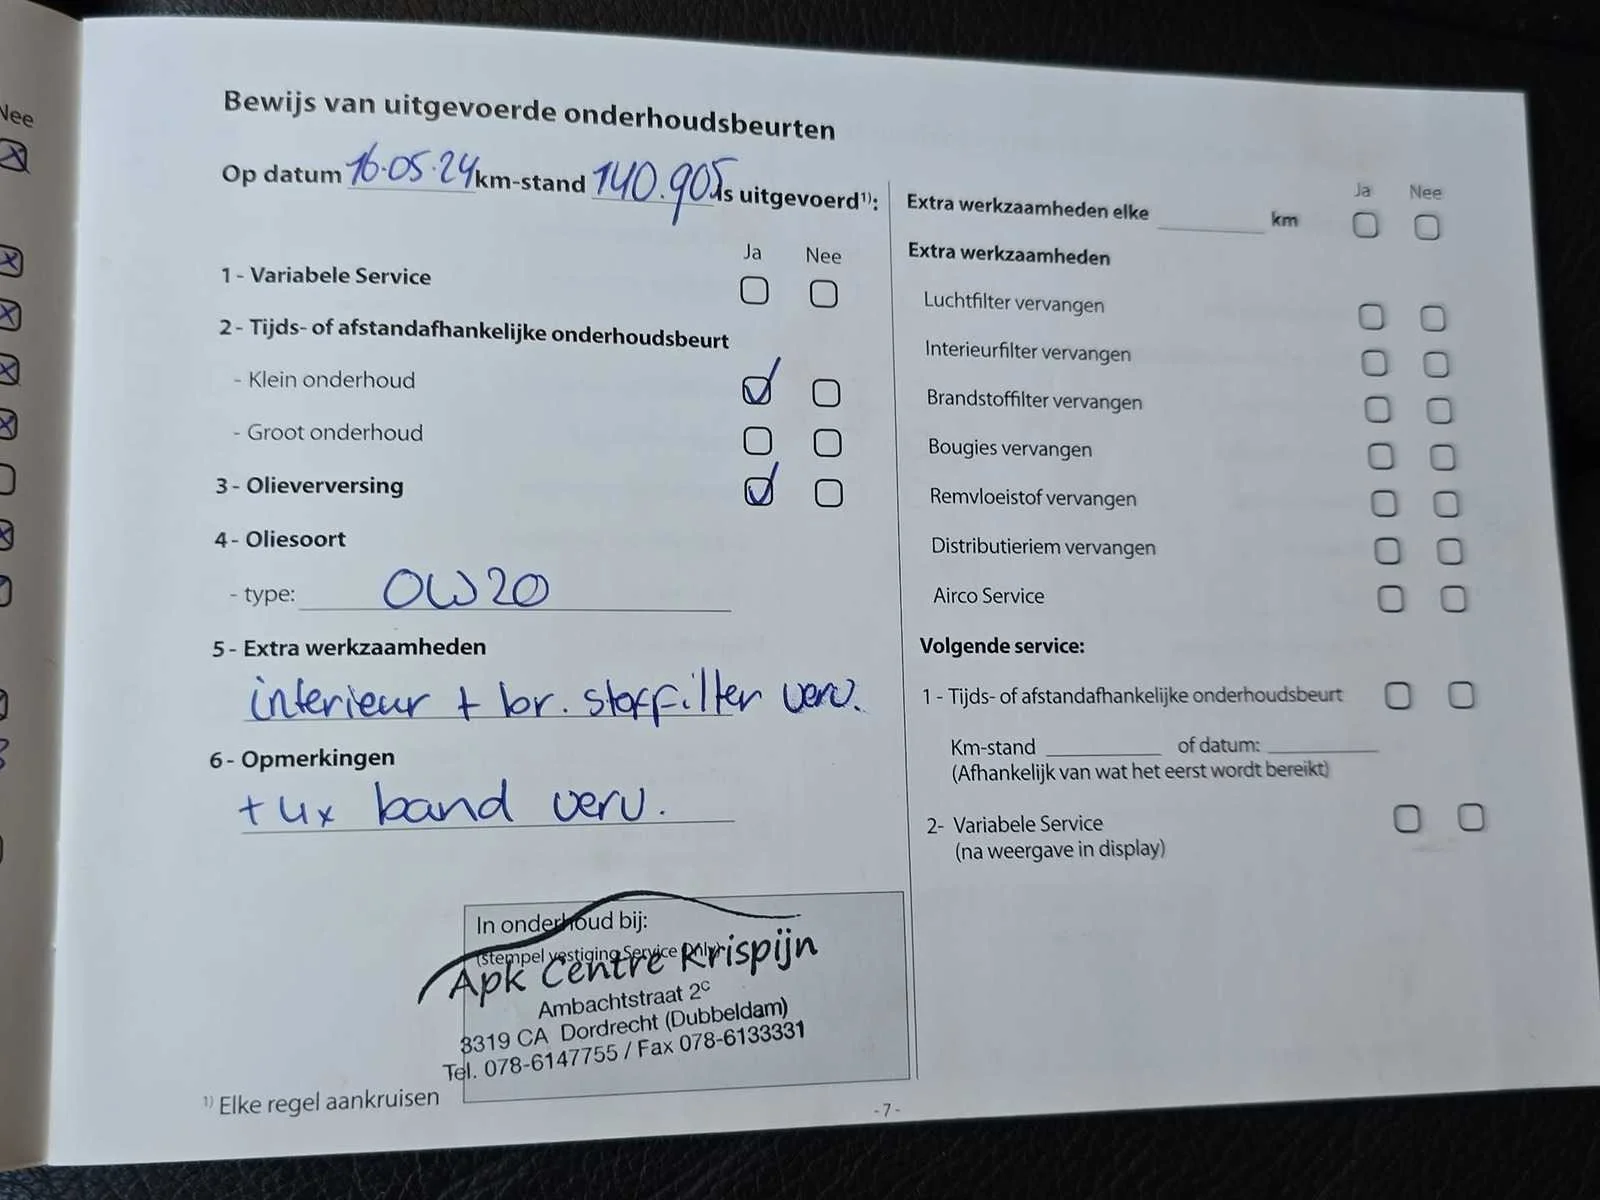 Nee
Bewijs van uitgevoerde onderhoudsbeurten
Op datum 16.05.24 km-stand 140.905 is uitgevoerd1):
Ja Nee
1 - Variabele Service
2 - Tijds- of afstandafhankelijke onderhoudsbeurt
- Klein onderhoud
- Groot onderhoud
3 - Olieverversing
4 - Oliesoort
- type: 0W20
5 - Extra werkzaamheden
interieur + br. stoffilter verv.
6 - Opmerkingen
+ 4x band verv.
In onderhoud bij:
(stempel vestiging Service Only)
Apk Centre Krispijn
Ambachtstraat 2c
3319 CA Dordrecht (Dubbeldam)
Tel. 078-6147755 / Fax 078-6133331
1) Elke regel aankruisen
Ja Nee
Extra werkzaamheden elke km
Extra werkzaamheden
Luchtfilter vervangen
Interieurfilter vervangen
Brandstoffilter vervangen
Bougies vervangen
Remvloeistof vervangen
Distributieriem vervangen
Airco Service
Volgende service:
1 - Tijds- of afstandafhankelijke onderhoudsbeurt
Km-stand of datum:
(Afhankelijk van wat het eerst wordt bereikt)
2- Variabele Service
(na weergave in display)
- 7 -